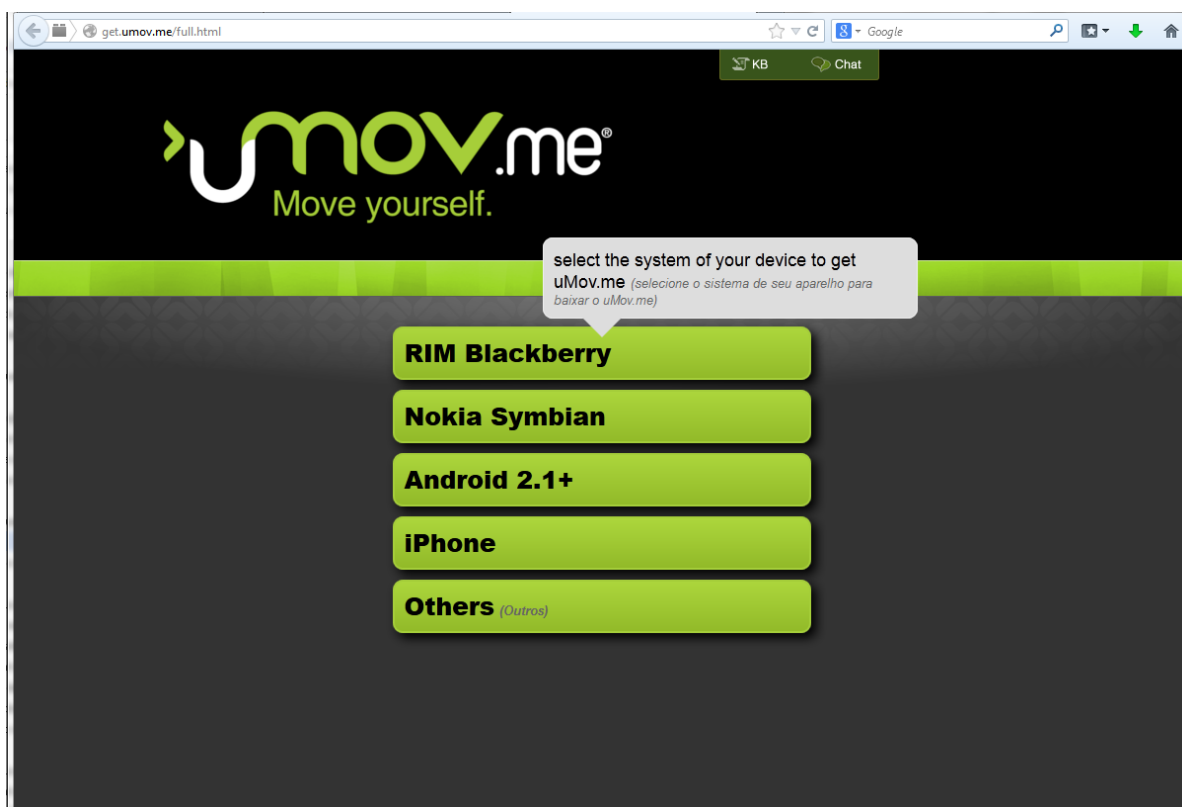 get.umov.me/full.html
Google
KB Chat
umov.me®
Move yourself.
select the system of your device to get
uMov.me (selecione o sistema de seu aparelho para
baixar o uMov.me)
RIM Blackberry
Nokia Symbian
Android 2.1+
iPhone
Others (Outros)